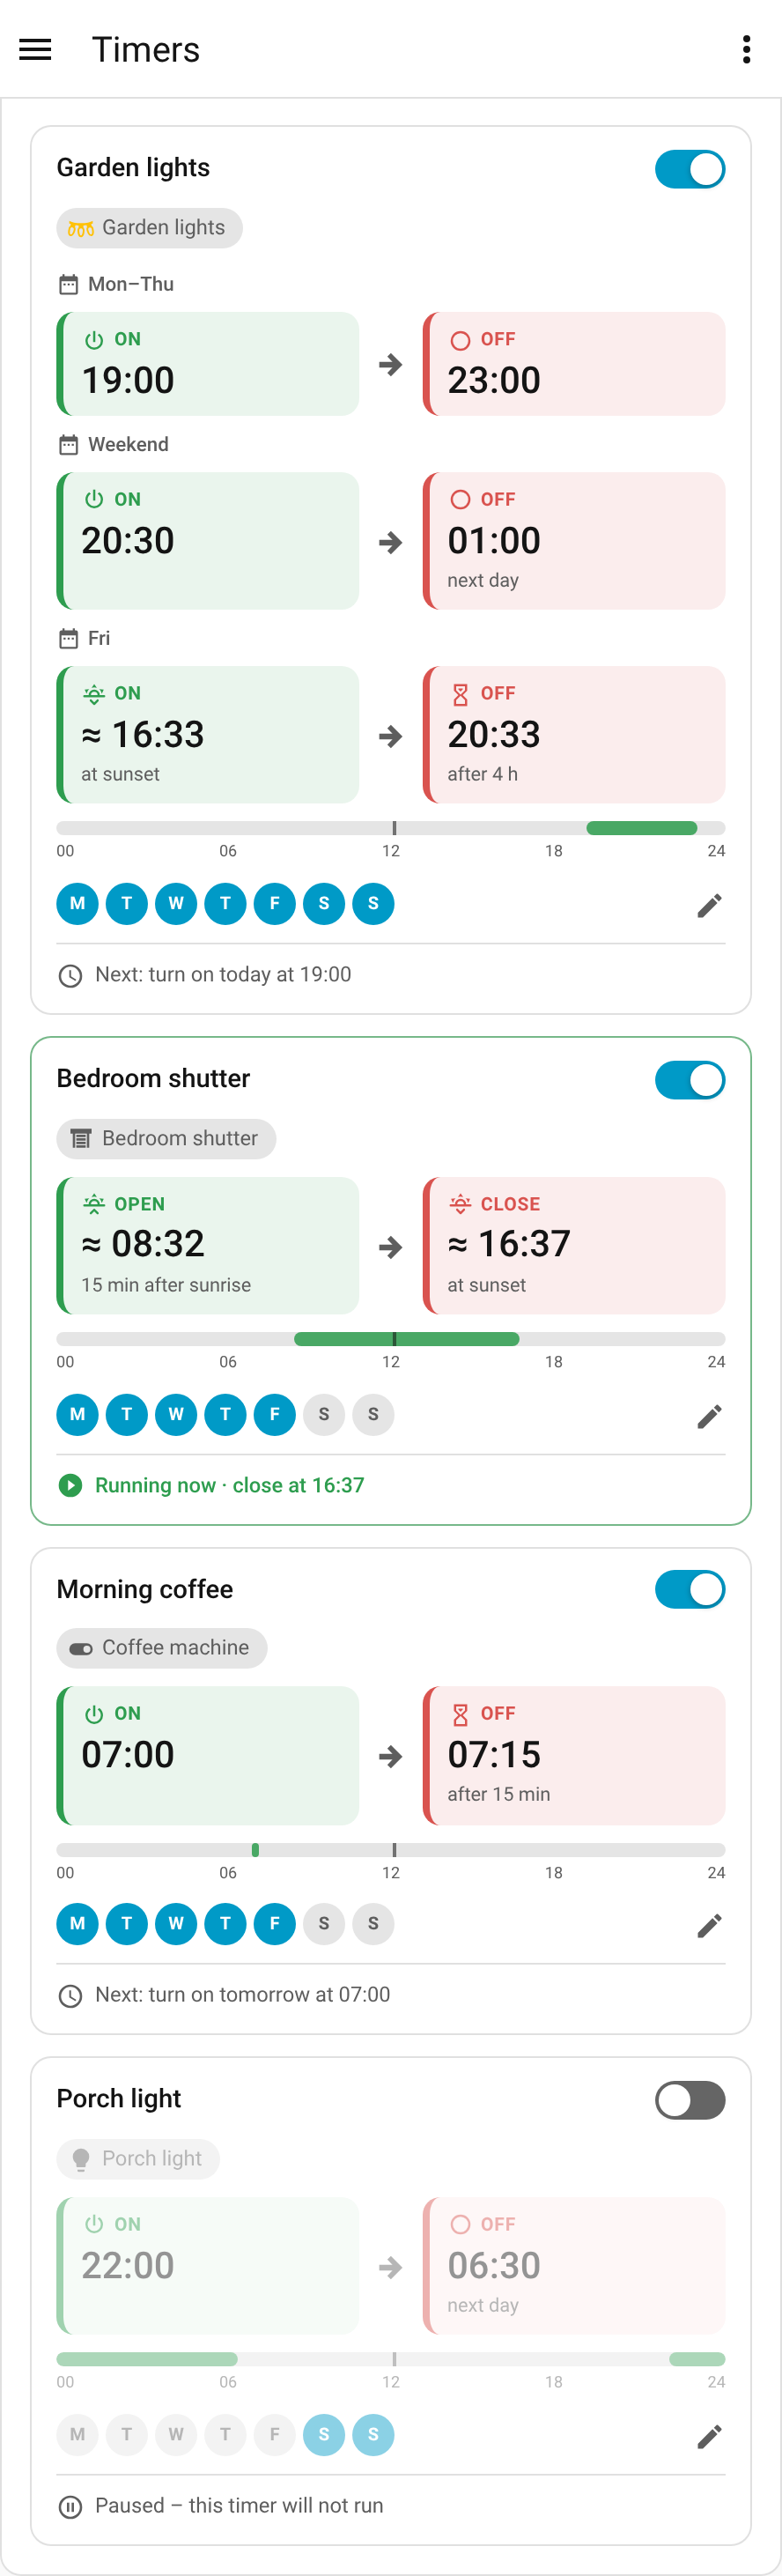 Timers
Garden lights
Garden lights
Mon–Thu
ON
19:00
OFF
23:00
Weekend
ON
20:30
OFF
01:00
next day
Fri
ON
≈ 16:33
at sunset
OFF
20:33
after 4 h
00 06 12 18 24
M T W T F S S
Next: turn on today at 19:00
Bedroom shutter
Bedroom shutter
OPEN
≈ 08:32
15 min after sunrise
CLOSE
≈ 16:37
at sunset
00 06 12 18 24
M T W T F S S
Running now · close at 16:37
Morning coffee
Coffee machine
ON
07:00
OFF
07:15
after 15 min
00 06 12 18 24
M T W T F S S
Next: turn on tomorrow at 07:00
Porch light
Porch light
ON
22:00
OFF
06:30
next day
00 06 12 18 24
M T W T F S S
Paused – this timer will not run